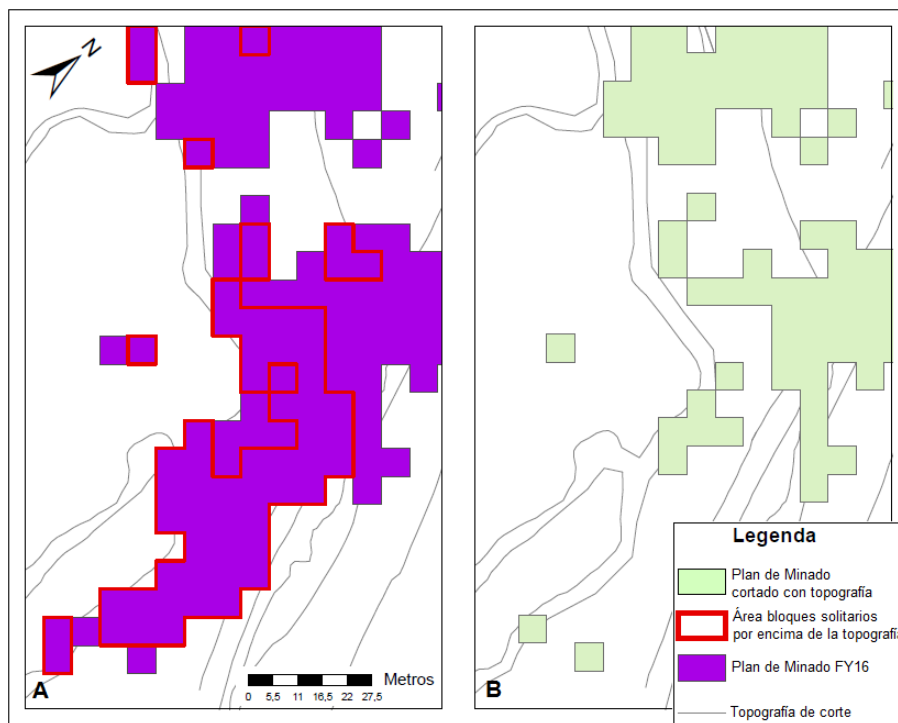 N
A
Metros
0 5,5 11 16,5 22 27,5
B
Legenda
Plan de Minado
cortado con topografía
Área bloques solitarios
por encima de la topografía
Plan de Minado FY16
Topografía de corte